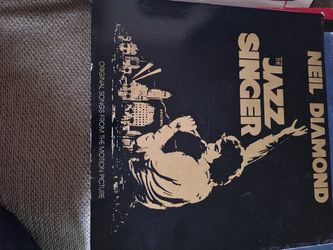 NEIL DIAMOND
THE
JAZZ
SINGER
ORIGINAL SONGS FROM THE MOTION PICTURE